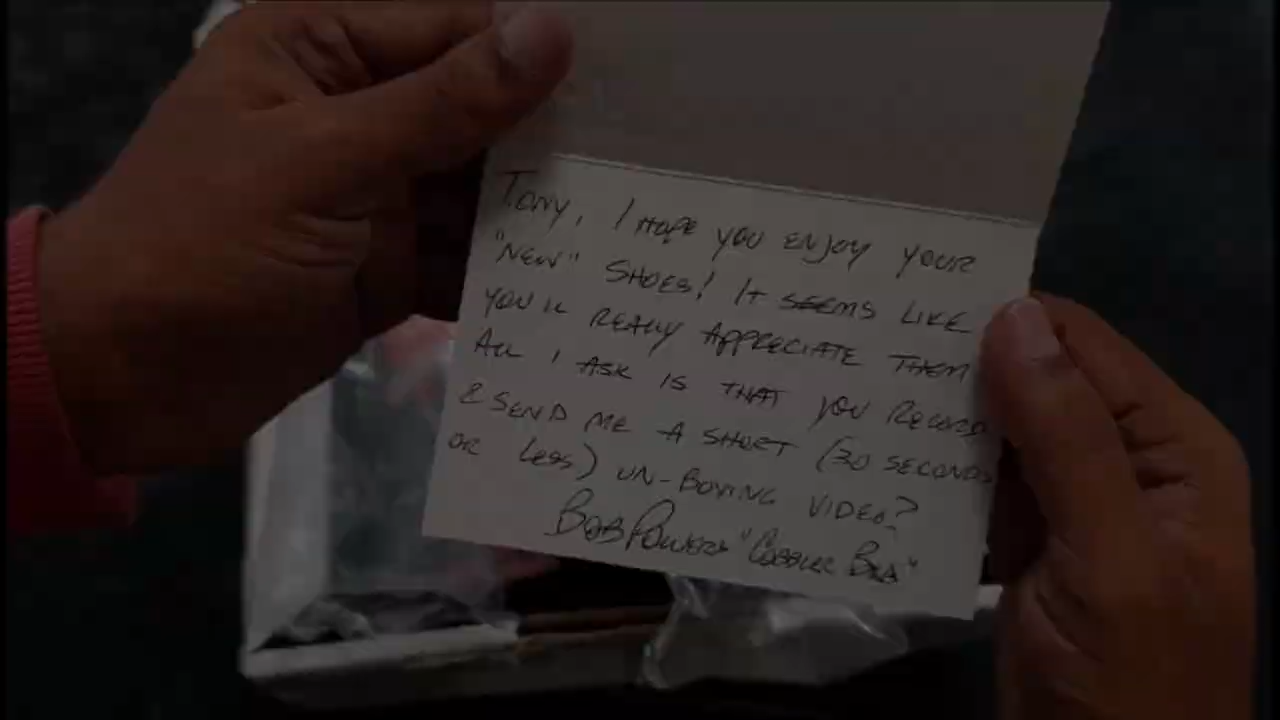 Tony, I HOPE YOU ENJOY YOUR
"NEW" SHOES! IT SEEMS LIKE
YOU'LL REALLY APPRECIATE THEM
ALL I ASK IS THAT YOU RECORD
& SEND ME A SHORT (30 SECONDS
OR Less) UN-BOXING VIDEO?
BOB POWERS "COBBLER BOB"